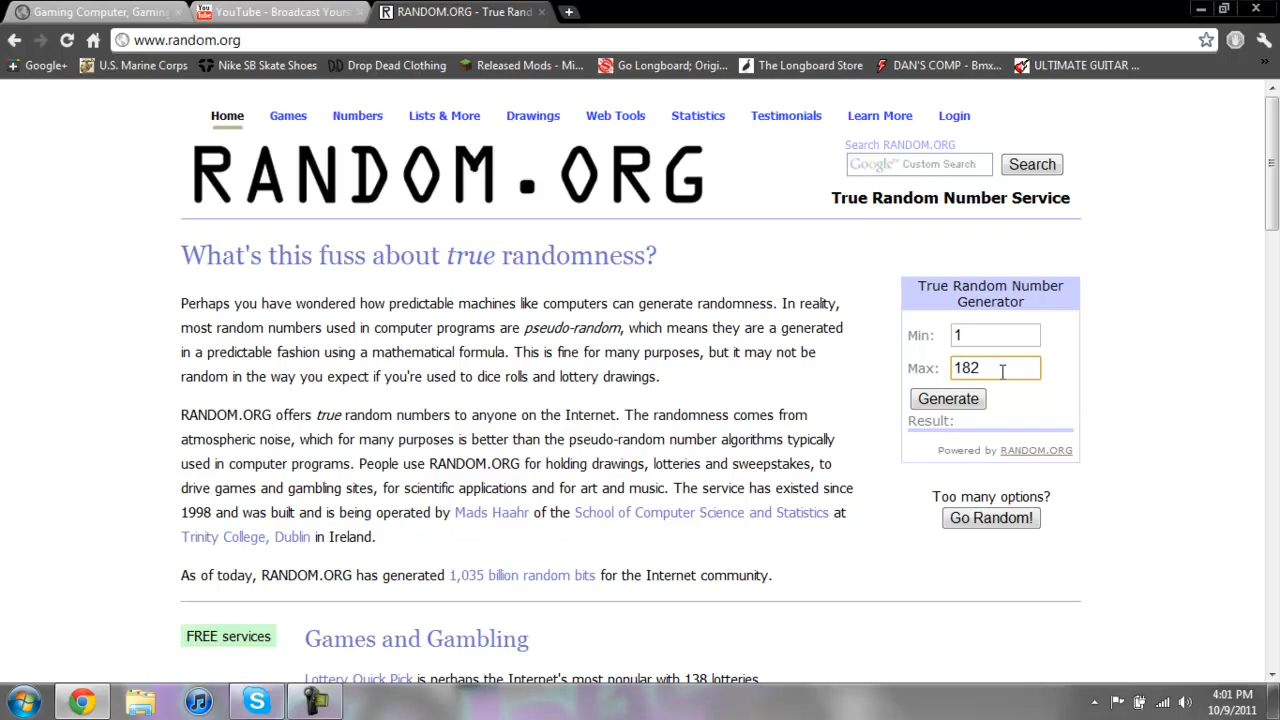 Gaming Computer, Gaming
YouTube - Broadcast Yours
RANDOM.ORG - True Rand
www.random.org
Google+ U.S. Marine Corps Nike SB Skate Shoes Drop Dead Clothing Released Mods - Mi... Go Longboard; Origi... The Longboard Store DAN'S COMP - Bmx... ULTIMATE GUITAR ...
Home Games Numbers Lists & More Drawings Web Tools Statistics Testimonials Learn More Login
RANDOM.ORG
Search RANDOM.ORG
Google™ Custom Search Search
True Random Number Service
What's this fuss about true randomness?
Perhaps you have wondered how predictable machines like computers can generate randomness. In reality,
most random numbers used in computer programs are pseudo-random, which means they are a generated
in a predictable fashion using a mathematical formula. This is fine for many purposes, but it may not be
random in the way you expect if you're used to dice rolls and lottery drawings.
RANDOM.ORG offers true random numbers to anyone on the Internet. The randomness comes from
atmospheric noise, which for many purposes is better than the pseudo-random number algorithms typically
used in computer programs. People use RANDOM.ORG for holding drawings, lotteries and sweepstakes, to
drive games and gambling sites, for scientific applications and for art and music. The service has existed since
1998 and was built and is being operated by Mads Haahr of the School of Computer Science and Statistics at
Trinity College, Dublin in Ireland.
As of today, RANDOM.ORG has generated 1,035 billion random bits for the Internet community.
True Random Number
Generator
Min: 1
Max: 182
Generate
Result:
Powered by RANDOM.ORG
Too many options?
Go Random!
FREE services
Games and Gambling
Lottery Quick Pick is perhaps the Internet's most popular with 138 lotteries
4:01 PM
10/9/2011